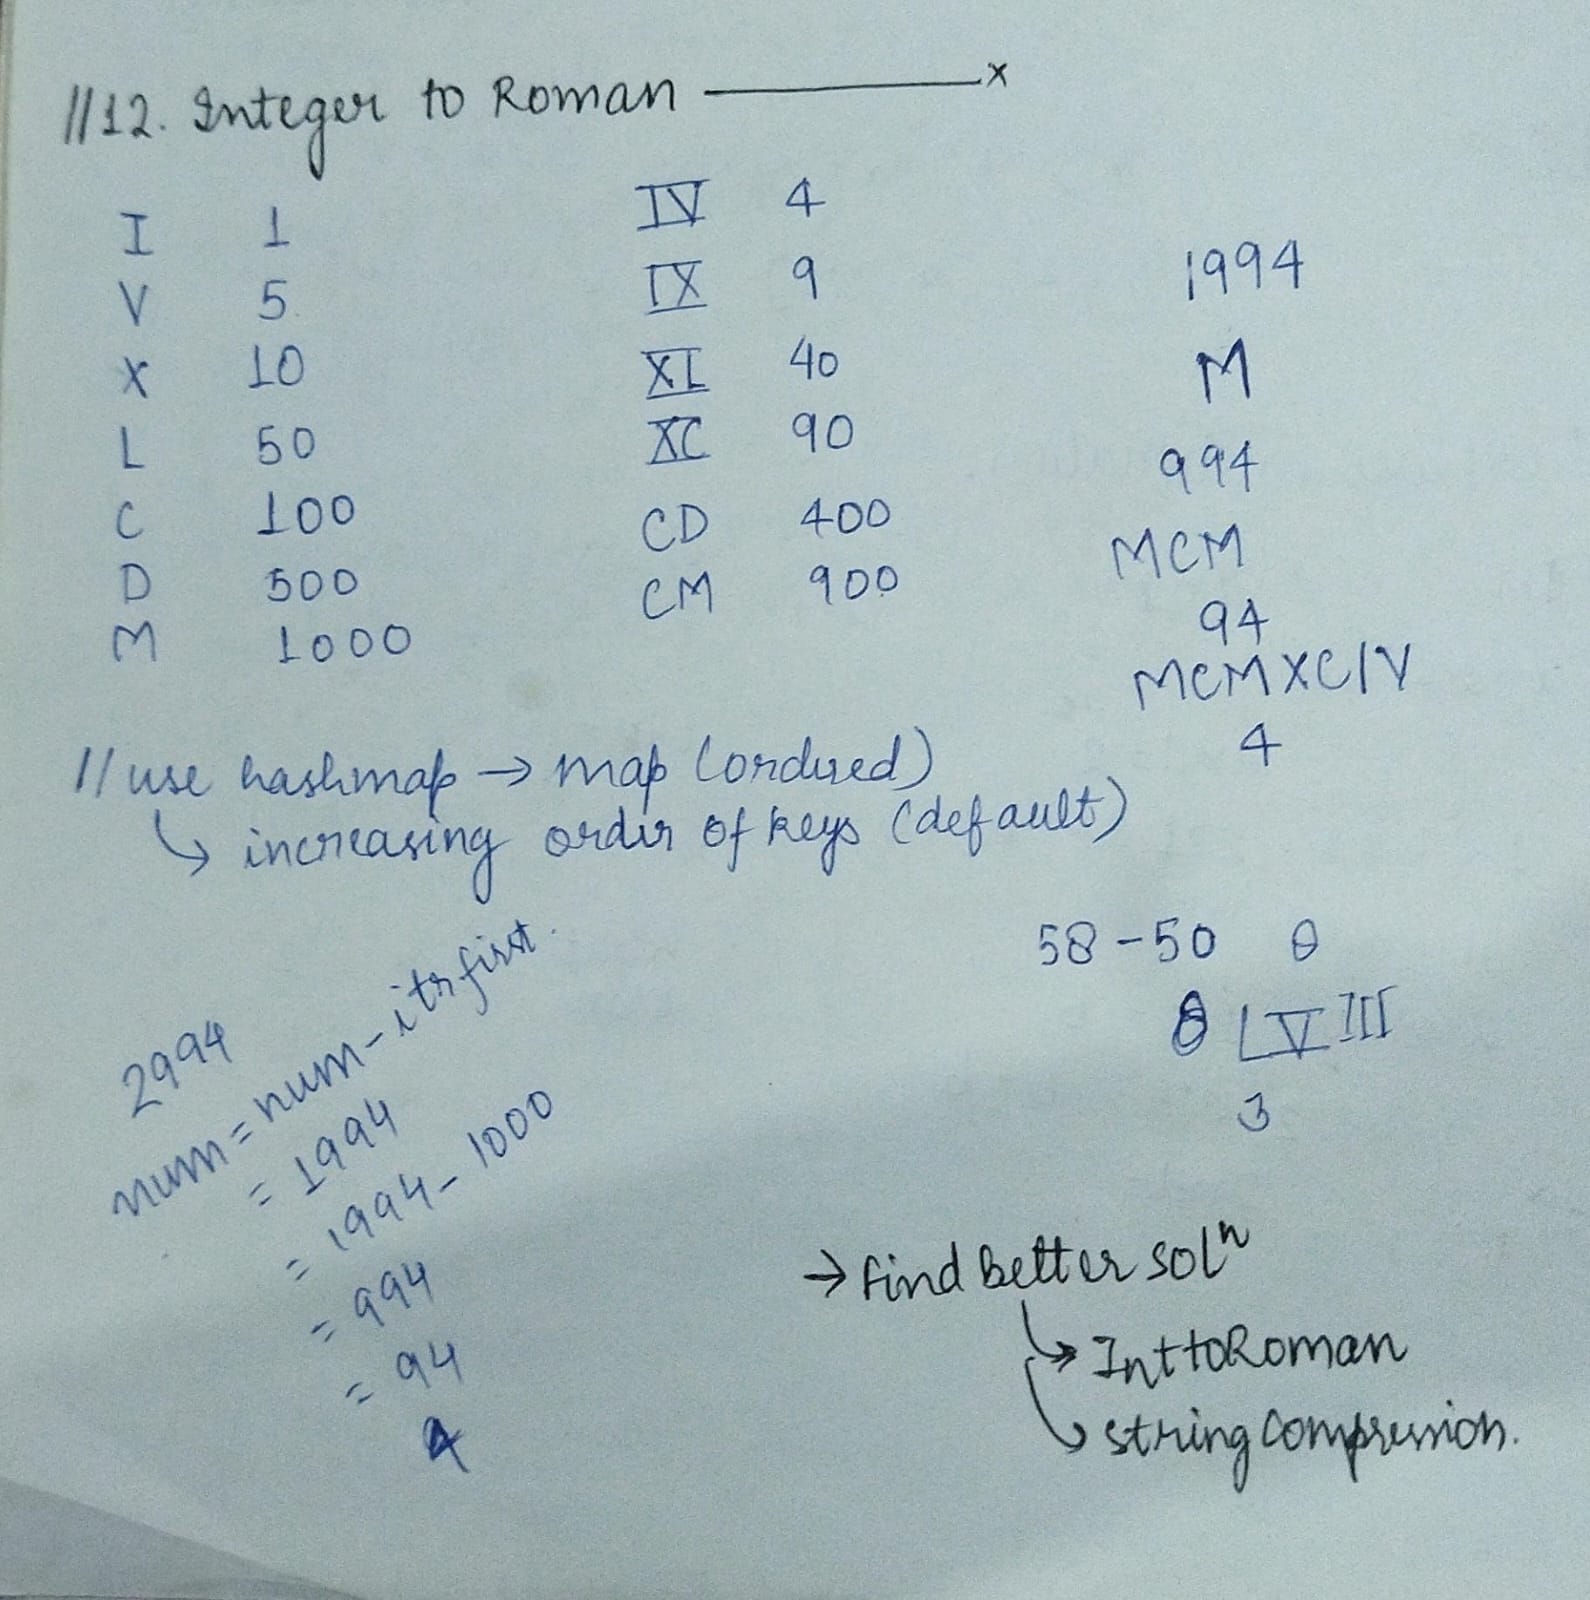 //12. Integer to Roman ———x
I 1
V 5
X 10
L 50
C 100
D 500
M 1000
IV 4
IX 9
XL 40
XC 90
CD 400
CM 900
1994
M
994
MCM
94
MCMXCIV
4
// use hashmap → map (ordered)
↳ increasing order of keys (default)
2994
num = num - itr first.
= 1994
= 1994 - 1000
= 994
= 94
4
58 - 50 8
8 LVIII
3
→ find better solⁿ
↳ Int to Roman
↳ string compression.